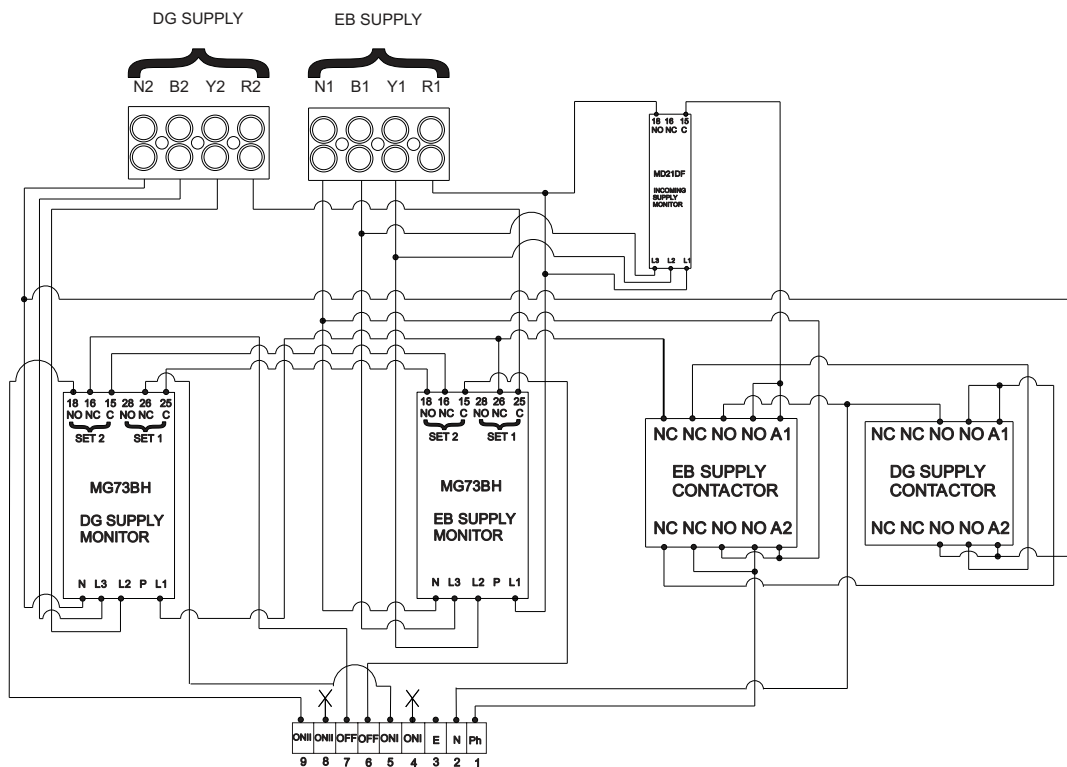 DG SUPPLY
EB SUPPLY
N2 B2 Y2 R2
N1 B1 Y1 R1
18 16 15
NO NC C
MD21DF
INCOMING
SUPPLY
MONITOR
L3 L2 L1
18 16 15 28 26 25
NO NC C NO NC C
SET 2 SET 1
MG73BH
DG SUPPLY
MONITOR
N L3 L2 P L1
18 16 15 28 26 25
NO NC C NO NC C
SET 2 SET 1
MG73BH
EB SUPPLY
MONITOR
N L3 L2 P L1
NC NC NO NO A1
EB SUPPLY
CONTACTOR
NC NC NO NO A2
NC NC NO NO A1
DG SUPPLY
CONTACTOR
NC NC NO NO A2
ONII ONII OFF OFF ONI ONI E N Ph
9 8 7 6 5 4 3 2 1